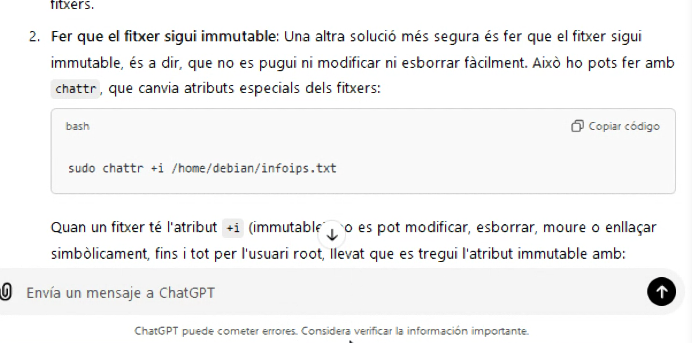 fitxers.
2. Fer que el fitxer sigui immutable: Una altra solució més segura és fer que el fitxer sigui
immutable, és a dir, que no es pugui ni modificar ni esborrar fàcilment. Això ho pots fer amb
chattr, que canvia atributs especials dels fitxers:
bash
Copiar código
sudo chattr +i /home/debian/infoips.txt
Quan un fitxer té l'atribut +i (immutable es pot modificar, esborrar, moure o enllaçar
simbòlicament, fins i tot per l'usuari root, llevat que es tregui l'atribut immutable amb:
Envía un mensaje a ChatGPT
ChatGPT puede cometer errores. Considera verificar la información importante.